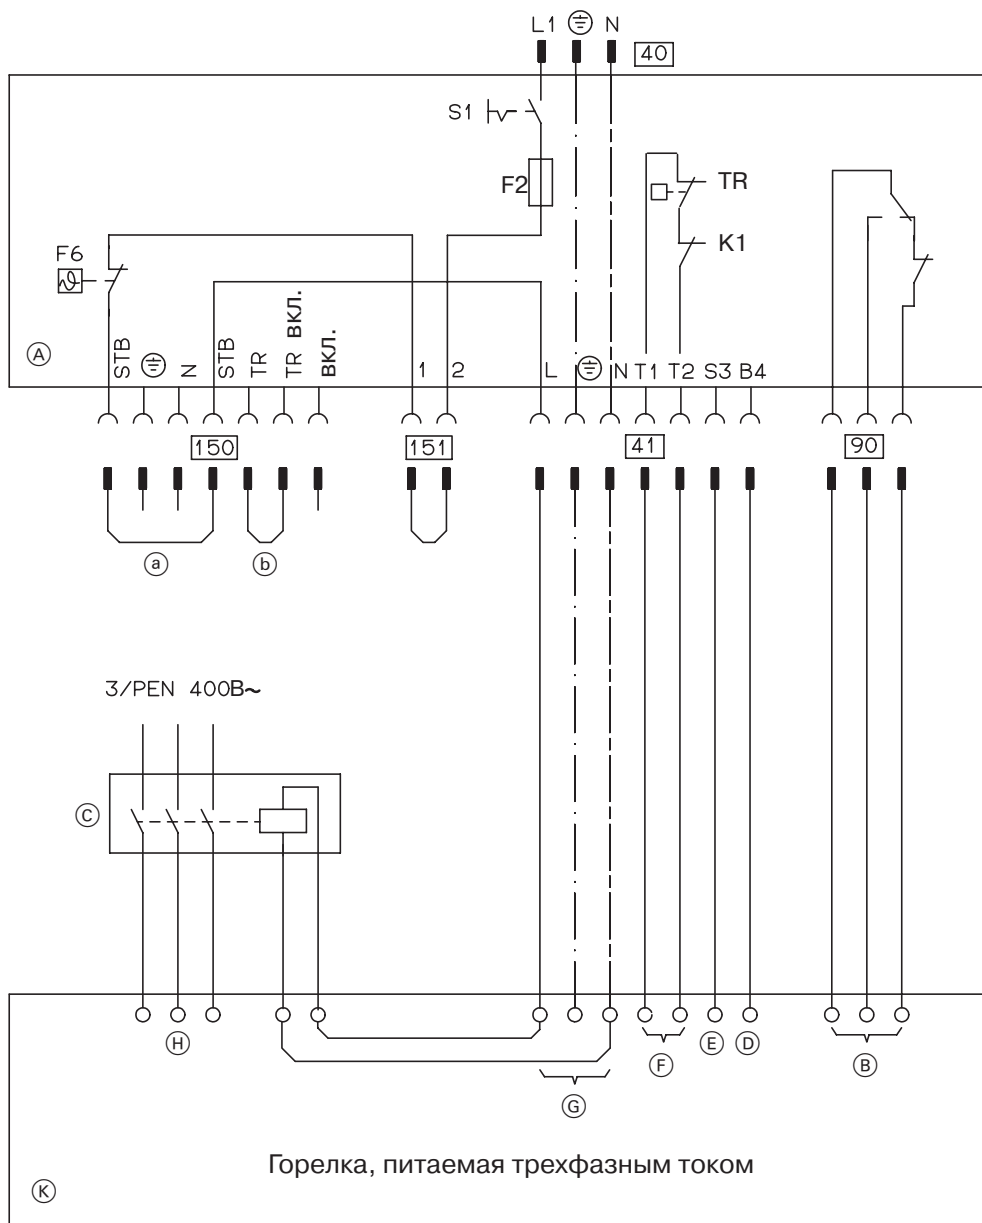 L1 N 40
S1
F2
TR
K1
F6
A
STB N STB TR TR ВКЛ. ВКЛ. 1 2 L N T1 T2 S3 B4
150 151 41 90
a b
3/PEN 400В~
C
H F E D B
G
Горелка, питаемая трехфазным током
K